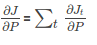 ∂J/∂P = ∑_t ∂J_t/∂P